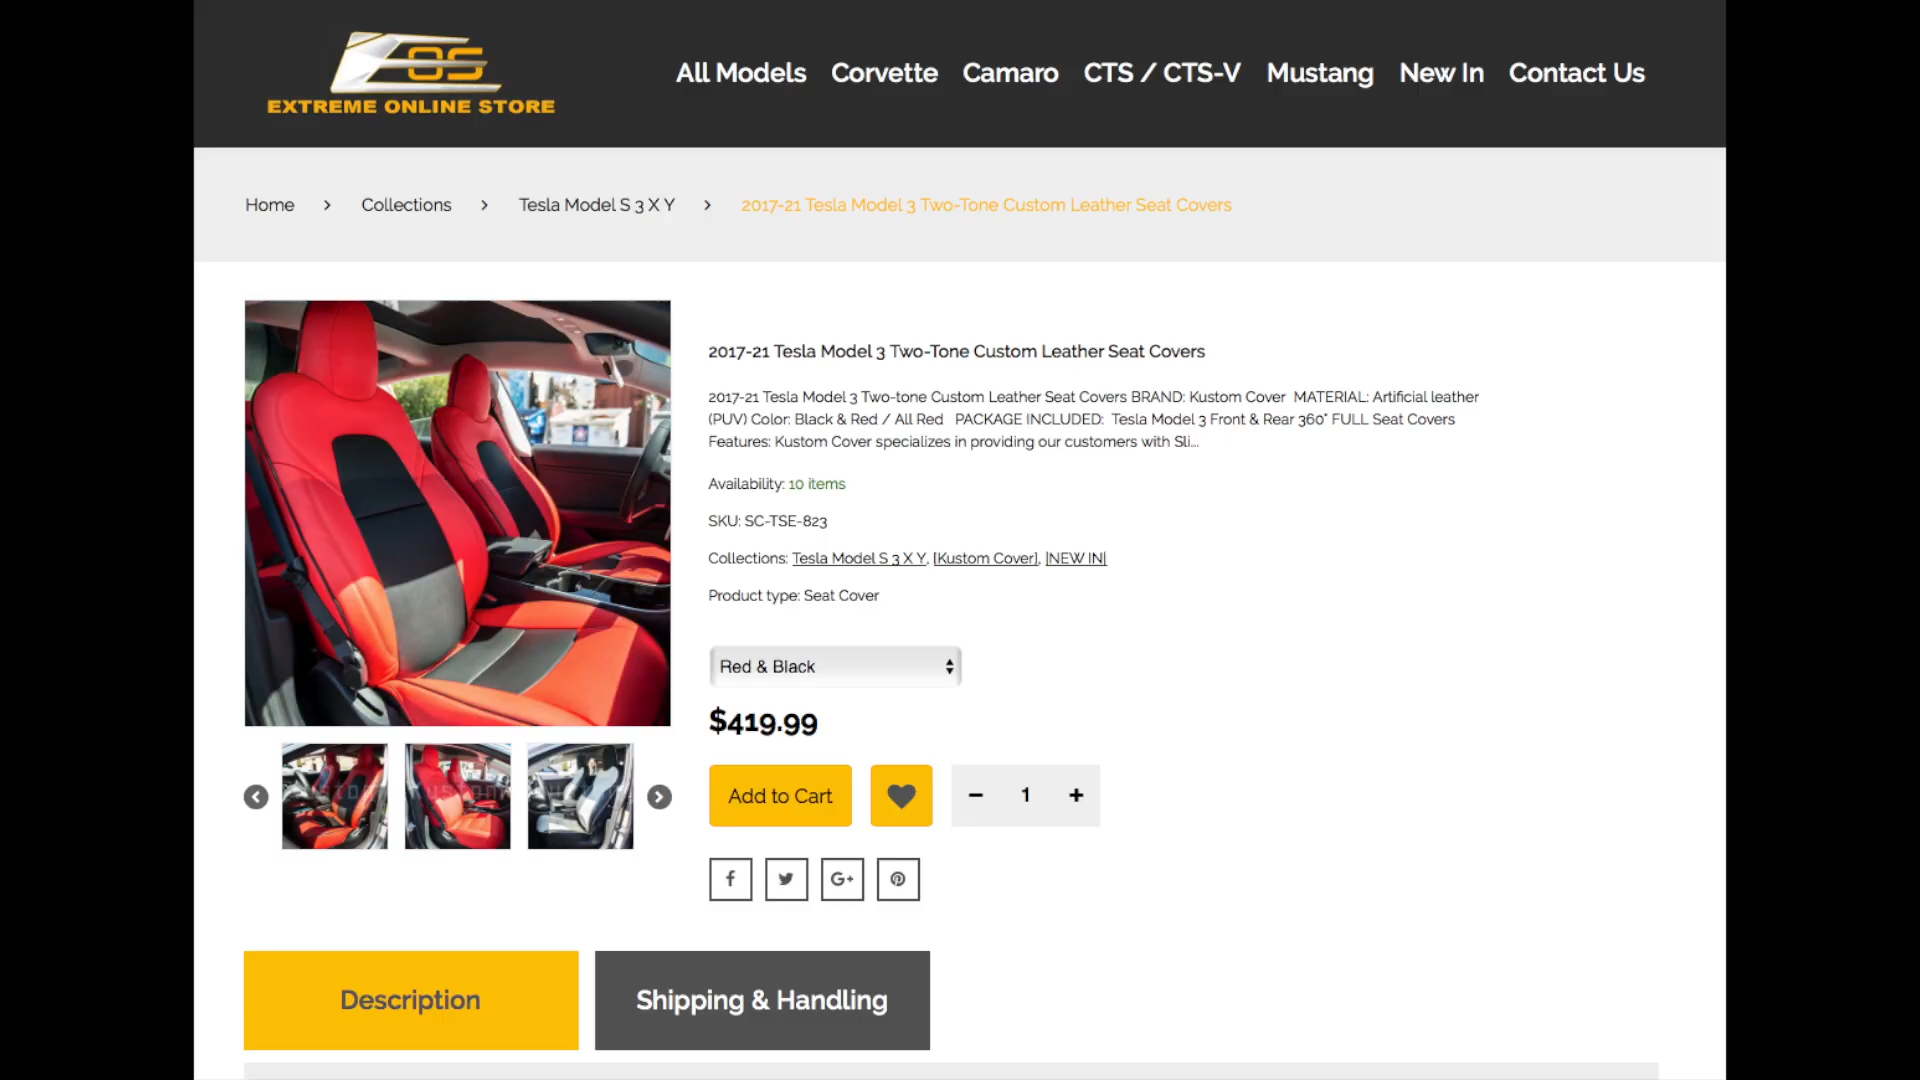 EOS
EXTREME ONLINE STORE
All Models Corvette Camaro CTS / CTS-V Mustang New In Contact Us
Home > Collections > Tesla Model S 3 X Y > 2017-21 Tesla Model 3 Two-Tone Custom Leather Seat Covers
2017-21 Tesla Model 3 Two-Tone Custom Leather Seat Covers
2017-21 Tesla Model 3 Two-tone Custom Leather Seat Covers BRAND: Kustom Cover MATERIAL: Artificial leather
(PUV) Color: Black & Red / All Red PACKAGE INCLUDED: Tesla Model 3 Front & Rear 360° FULL Seat Covers
Features: Kustom Cover specializes in providing our customers with Sli...
Availability: 10 items
SKU: SC-TSE-823
Collections: Tesla Model S 3 X Y, [Kustom Cover], |NEW IN|
Product type: Seat Cover
Red & Black
$419.99
Add to Cart
− 1 +
f G+
Description Shipping & Handling